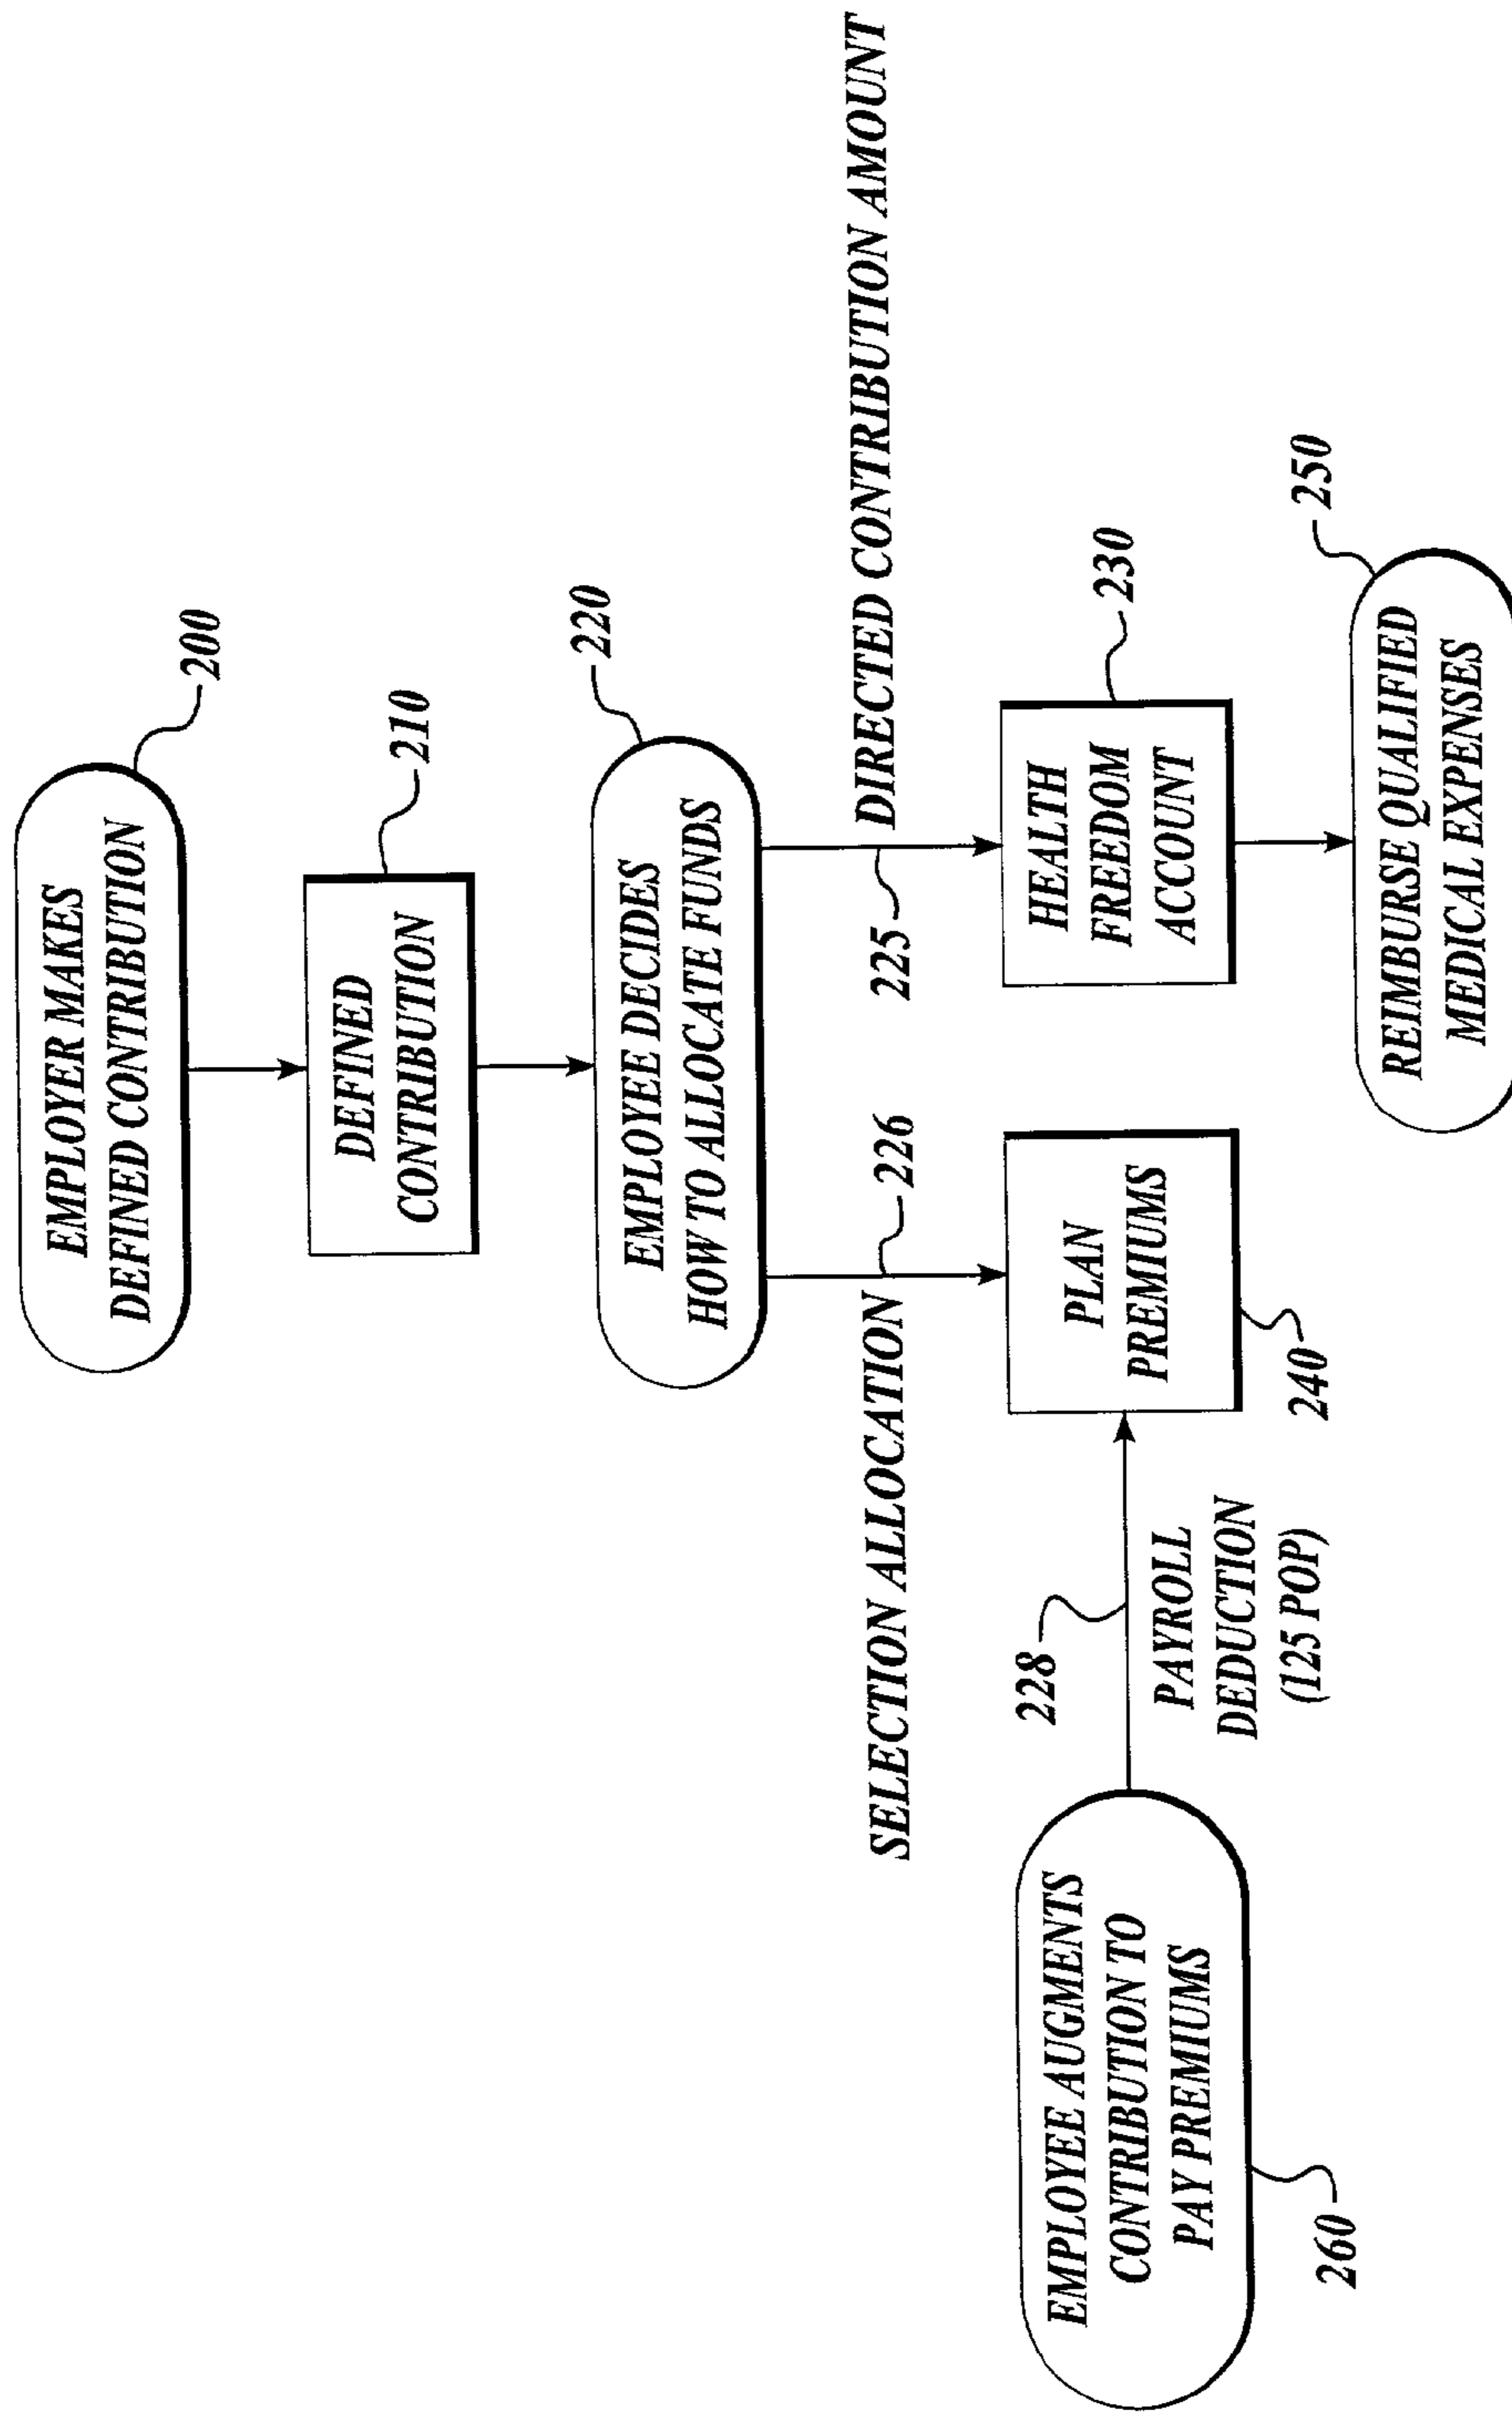 EMPLOYER MAKES
DEFINED CONTRIBUTION
200
DEFINED
CONTRIBUTION
210
EMPLOYEE DECIDES
HOW TO ALLOCATE FUNDS
220
SELECTION ALLOCATION
226
225
DIRECTED CONTRIBUTION AMOUNT
EMPLOYEE AUGMENTS
CONTRIBUTION TO
PAY PREMIUMS
260
228
PAYROLL
DEDUCTION
(125 POP)
PLAN
PREMIUMS
240
HEALTH
FREEDOM
ACCOUNT
230
REIMBURSE QUALIFIED
MEDICAL EXPENSES
250